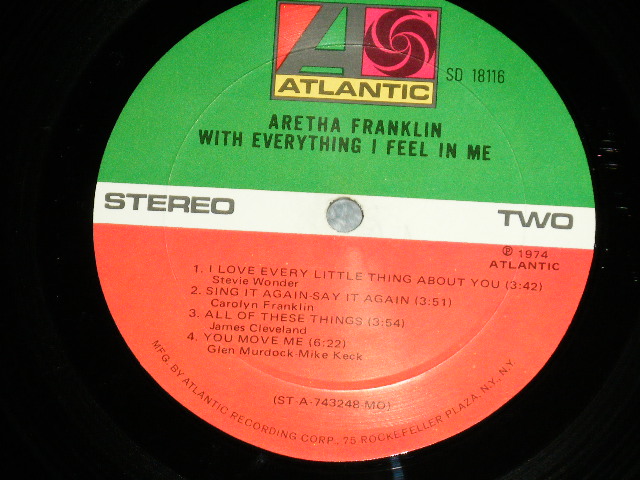 ATLANTIC
SD 18116
ARETHA FRANKLIN
WITH EVERYTHING I FEEL IN ME
STEREO
TWO
℗ 1974
ATLANTIC
1. I LOVE EVERY LITTLE THING ABOUT YOU (3:42)
Stevie Wonder
2. SING IT AGAIN-SAY IT AGAIN (3:51)
Carolyn Franklin
3. ALL OF THESE THINGS (3:54)
James Cleveland
4. YOU MOVE ME (6:22)
Glen Murdock-Mike Keck
(ST-A-743248-MO)
MFG. BY ATLANTIC RECORDING CORP., 75 ROCKEFELLER PLAZA, N.Y., N.Y.